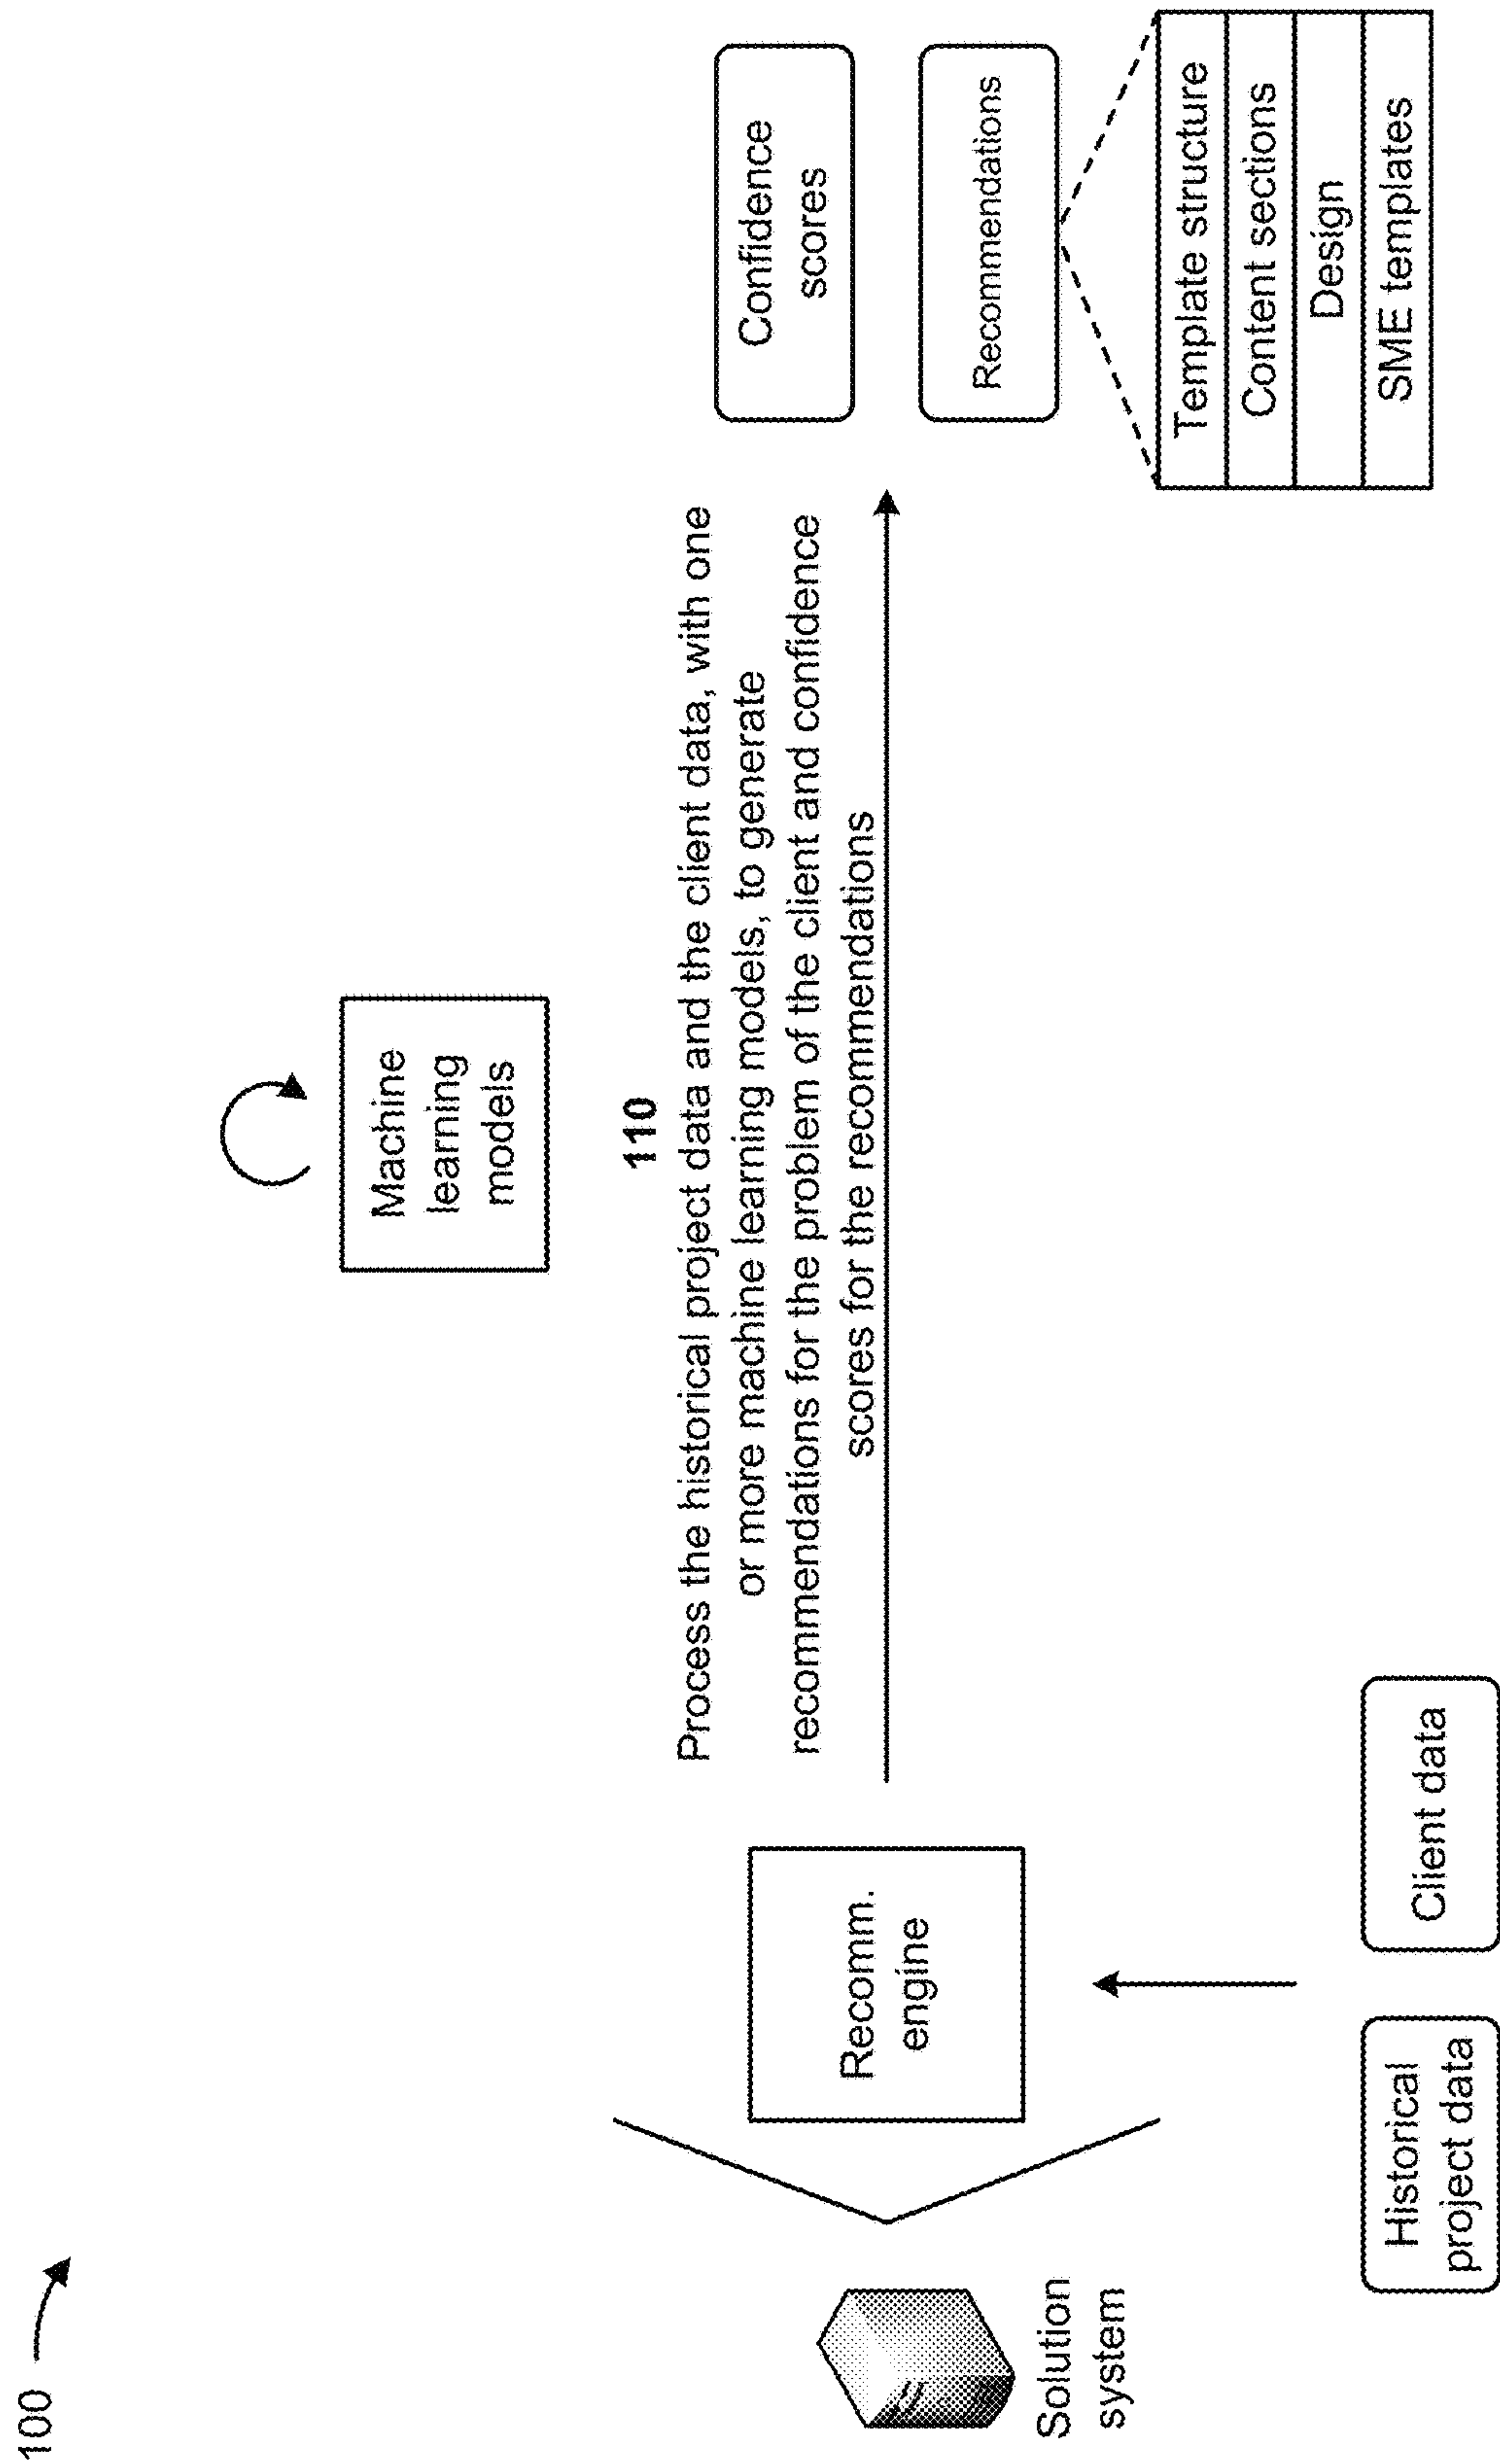 100
Machine
learning
models
110
Process the historical project data and the client data, with one
or more machine learning models, to generate
recommendations for the problem of the client and confidence
scores for the recommendations
Solution
system
Recomm.
engine
Historical
project data
Client data
Confidence
scores
Recommendations
Template structure
Content sections
Design
SME templates